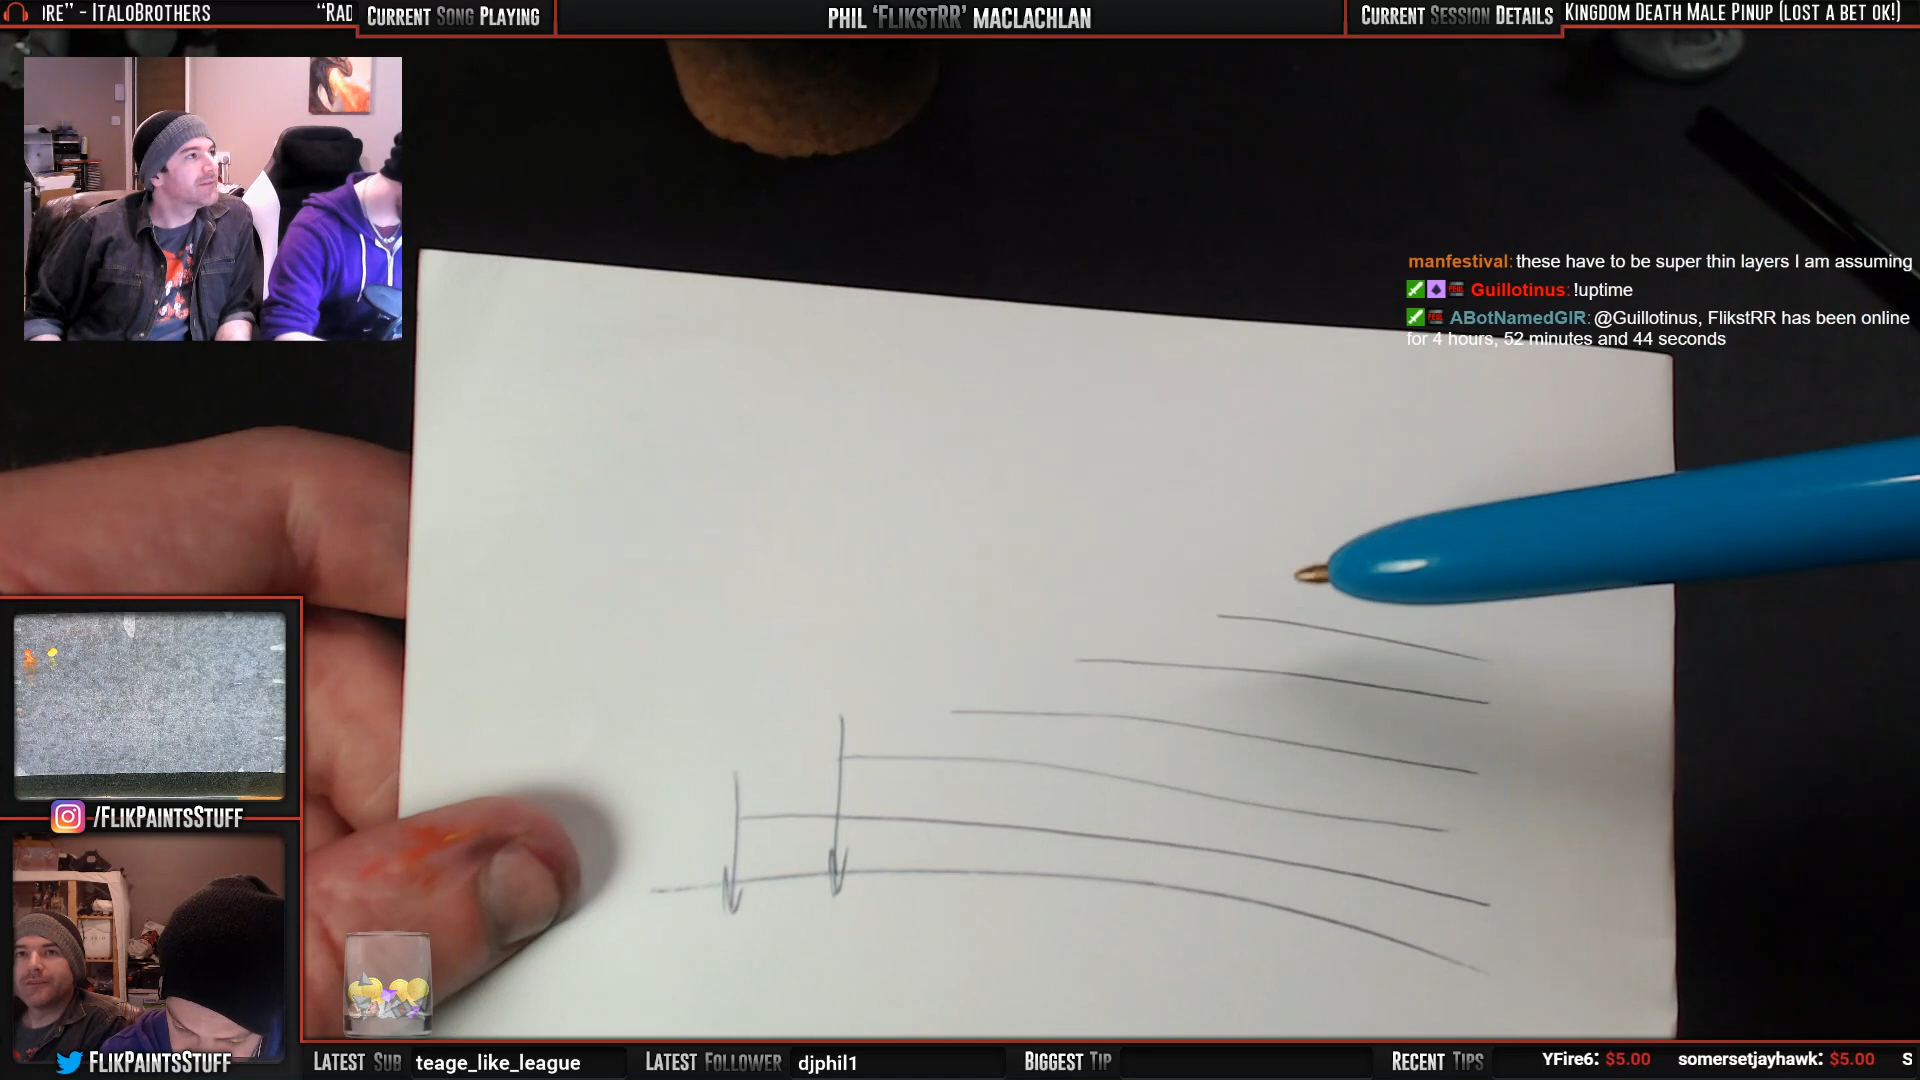 IRE" - ItaloBrothers "Rad
Current Song Playing
Phil 'FlikstRR' MacLachlan
Current Session Details
Kingdom Death Male Pinup (lost a bet ok!)
manfestival: these have to be super thin layers I am assuming
Guillotinus: !uptime
ABotNamedGIR: @Guillotinus, FlikstRR has been online
for 4 hours, 52 minutes and 44 seconds
/FlikPaintsStuff
FlikPaintsStuff
Latest Sub teage_like_league
Latest Follower djphil1
Biggest Tip
Recent Tips YFire6: $5.00 somersetjayhawk: $5.00 S